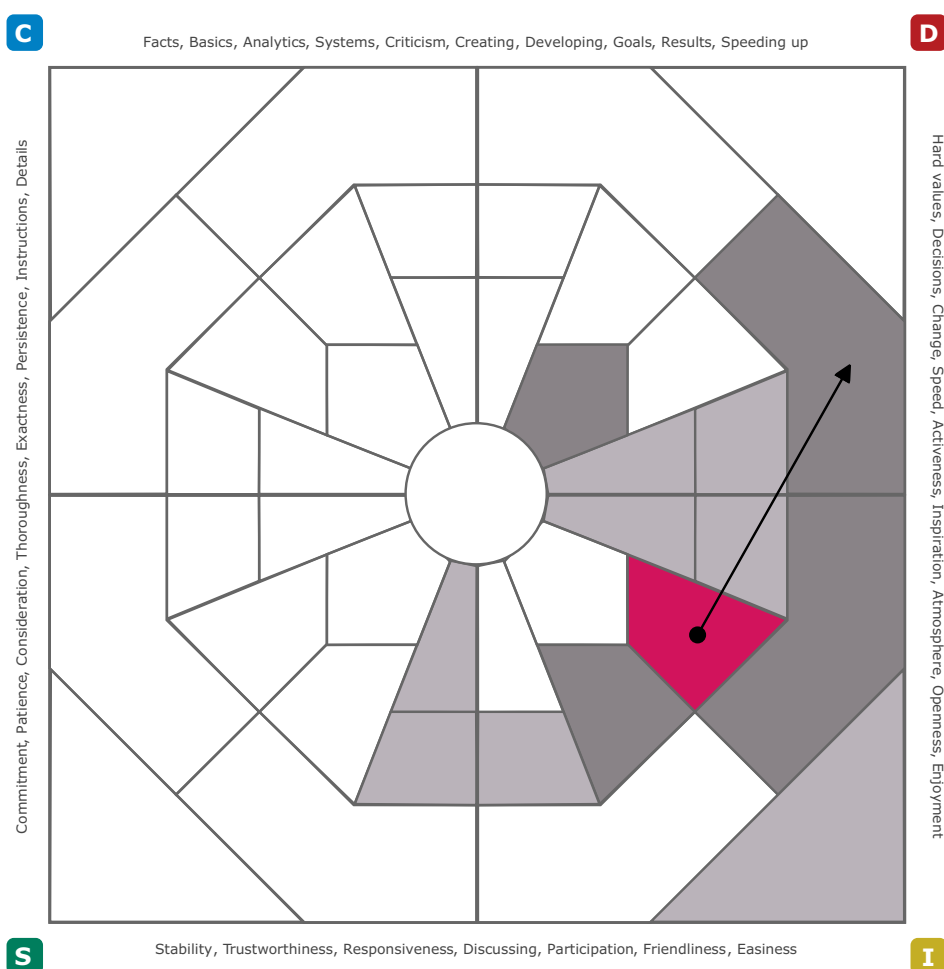 C
D
Facts, Basics, Analytics, Systems, Criticism, Creating, Developing, Goals, Results, Speeding up
Commitment, Patience, Consideration, Thoroughness, Exactness, Persistence, Instructions, Details
Hard values, Decisions, Change, Speed, Activeness, Inspiration, Atmosphere, Openness, Enjoyment
S
Stability, Trustworthiness, Responsiveness, Discussing, Participation, Friendliness, Easiness
I